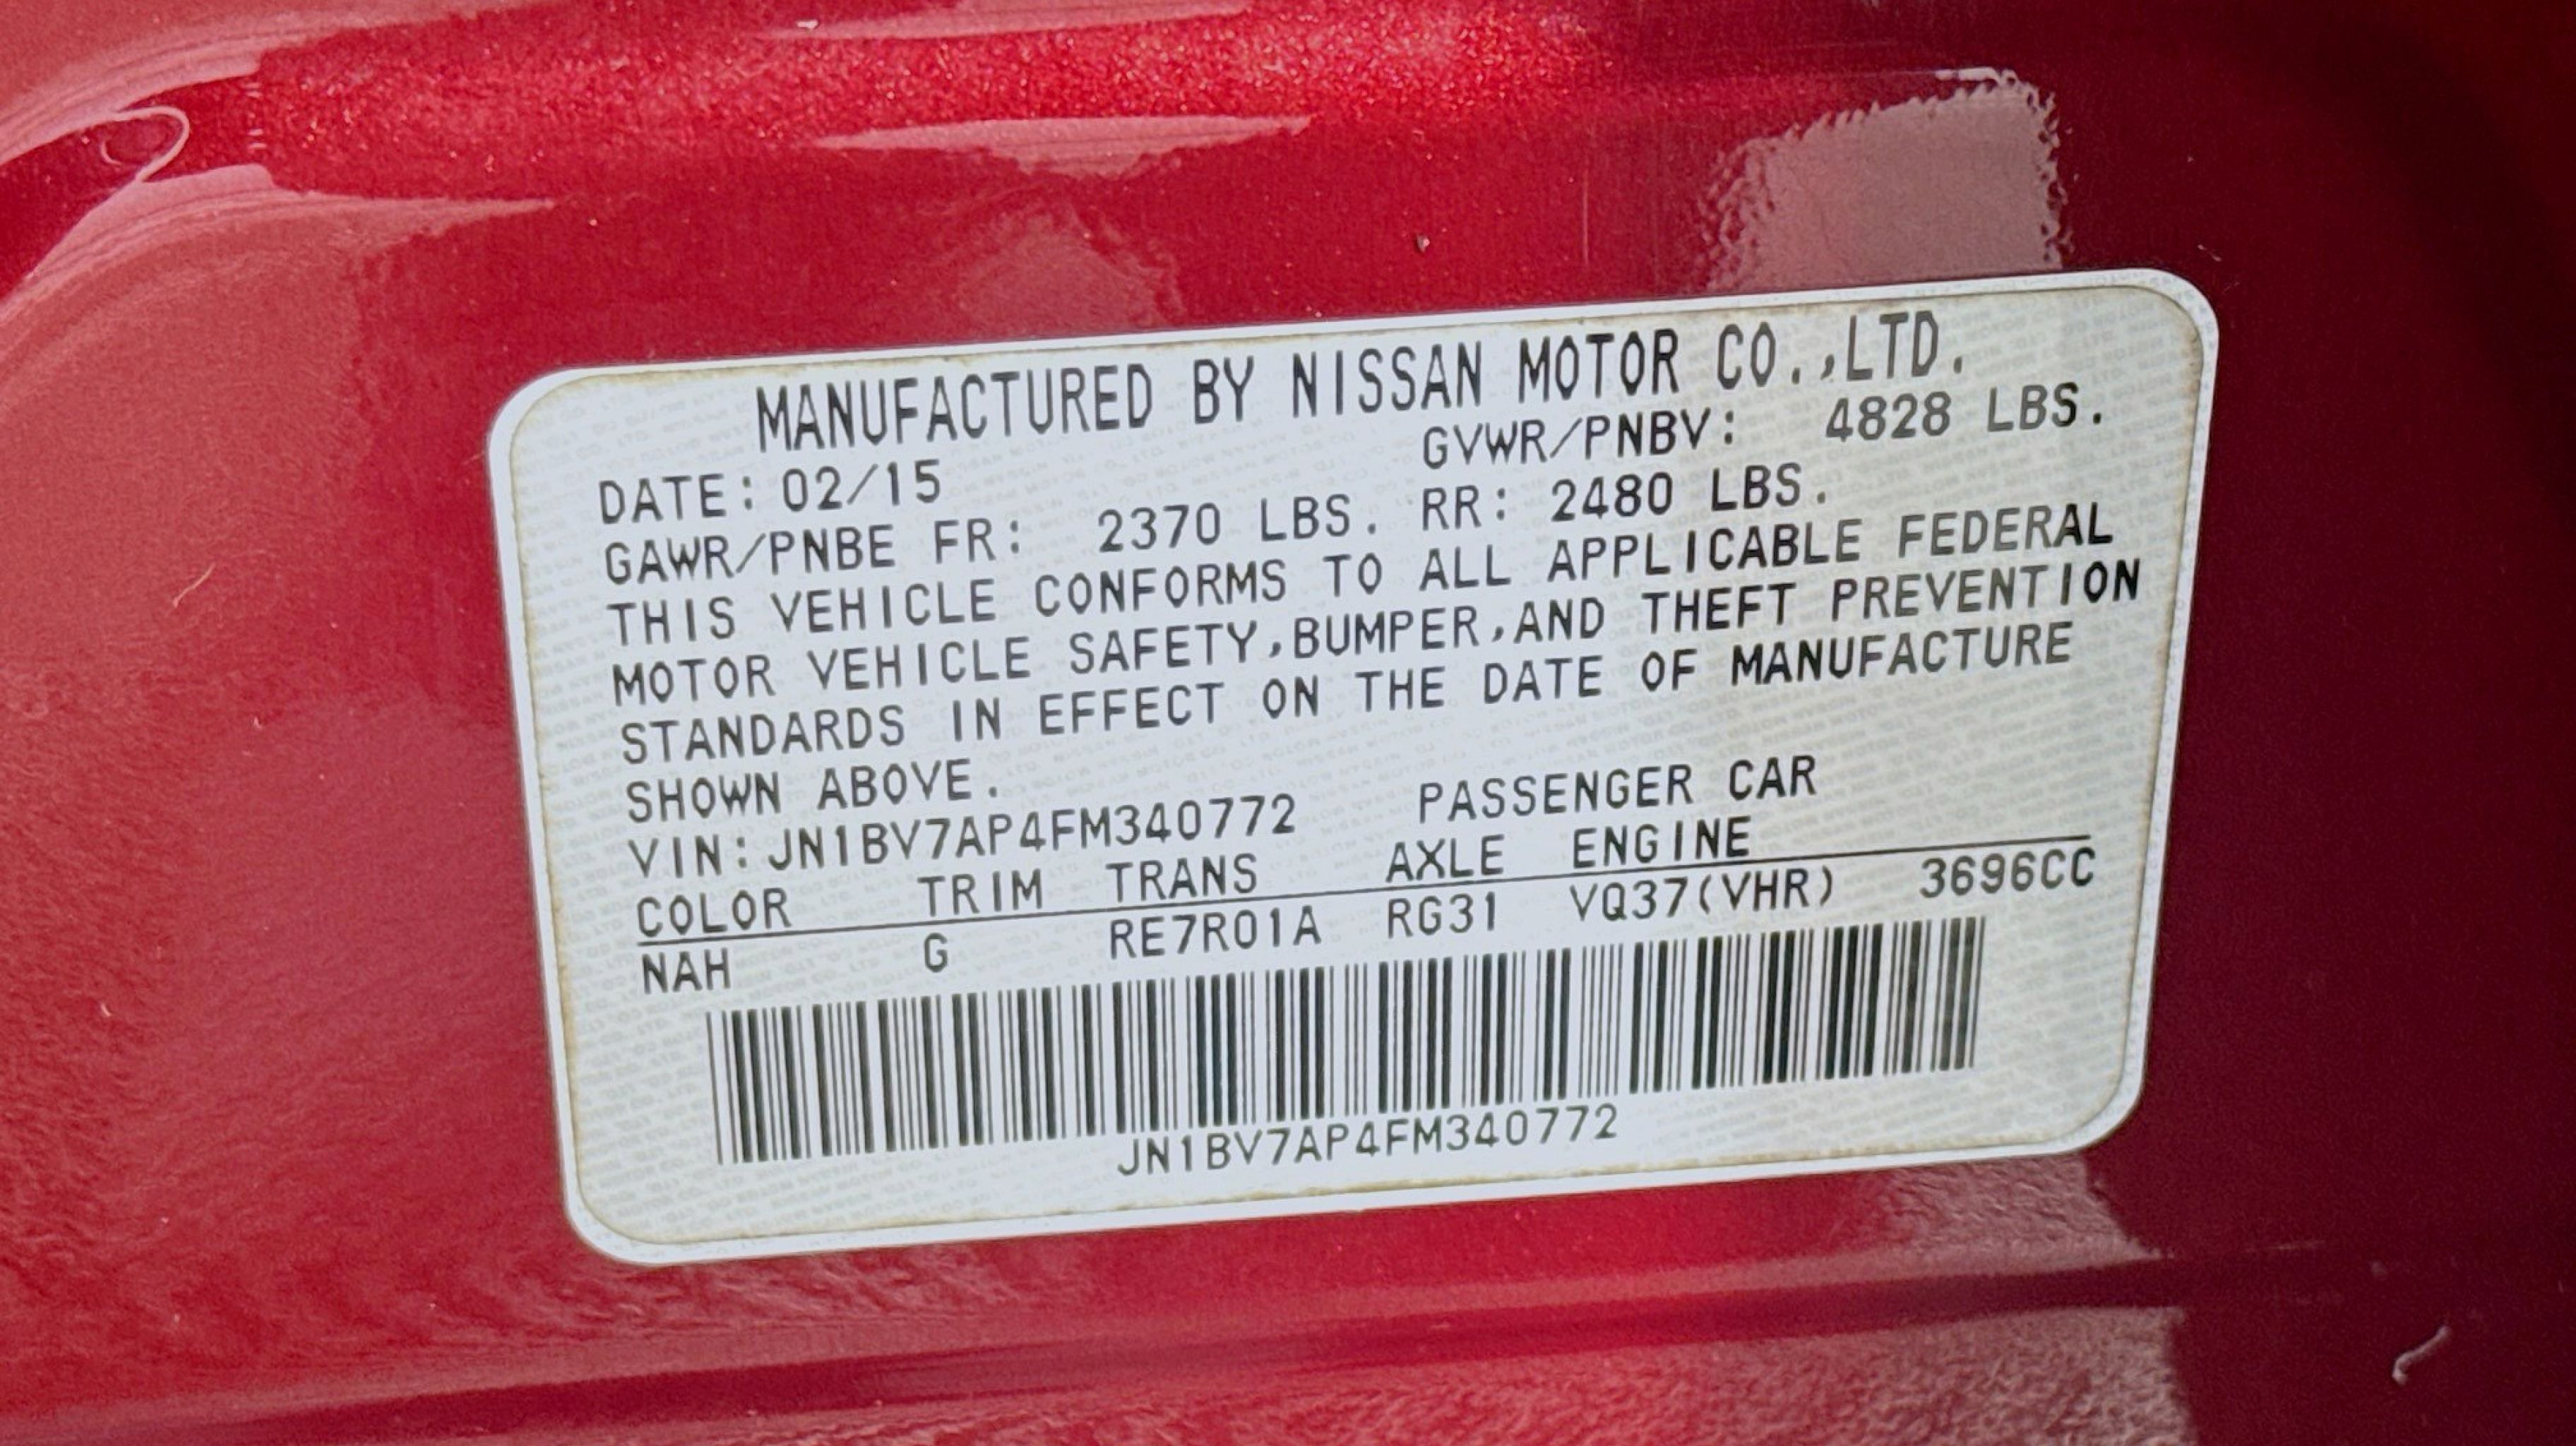 MANUFACTURED BY NISSAN MOTOR CO.,LTD.
DATE: 02/15 GVWR/PNBV: 4828 LBS.
GAWR/PNBE FR: 2370 LBS. RR: 2480 LBS.
THIS VEHICLE CONFORMS TO ALL APPLICABLE FEDERAL
MOTOR VEHICLE SAFETY,BUMPER,AND THEFT PREVENTION
STANDARDS IN EFFECT ON THE DATE OF MANUFACTURE
SHOWN ABOVE.
VIN:JN1BV7AP4FM340772 PASSENGER CAR
COLOR TRIM TRANS AXLE ENGINE
NAH G RE7R01A RG31 VQ37(VHR) 3696CC
JN1BV7AP4FM340772